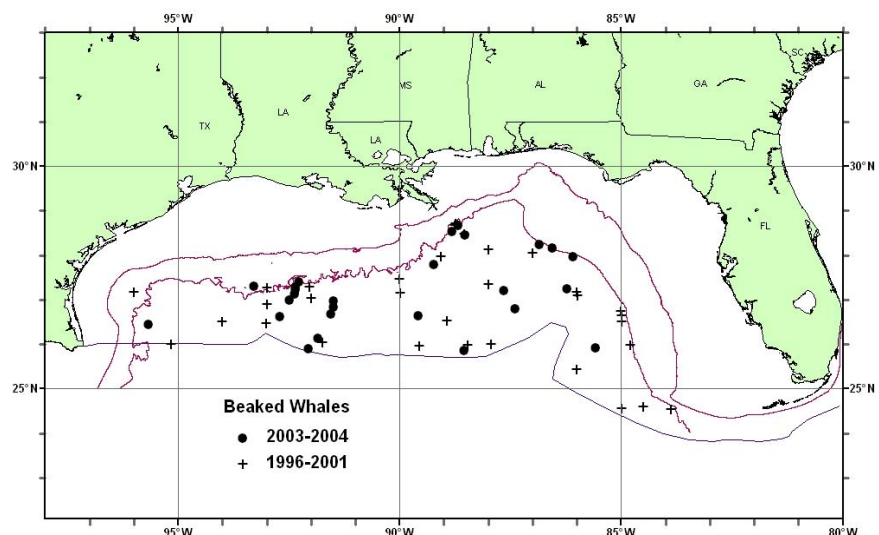 95°W 90°W 85°W
SC
MS AL GA
LA
TX
LA
30°N 30°N
FL
25°N 25°N
Beaked Whales
2003-2004
1996-2001
95°W 90°W 85°W 80°W